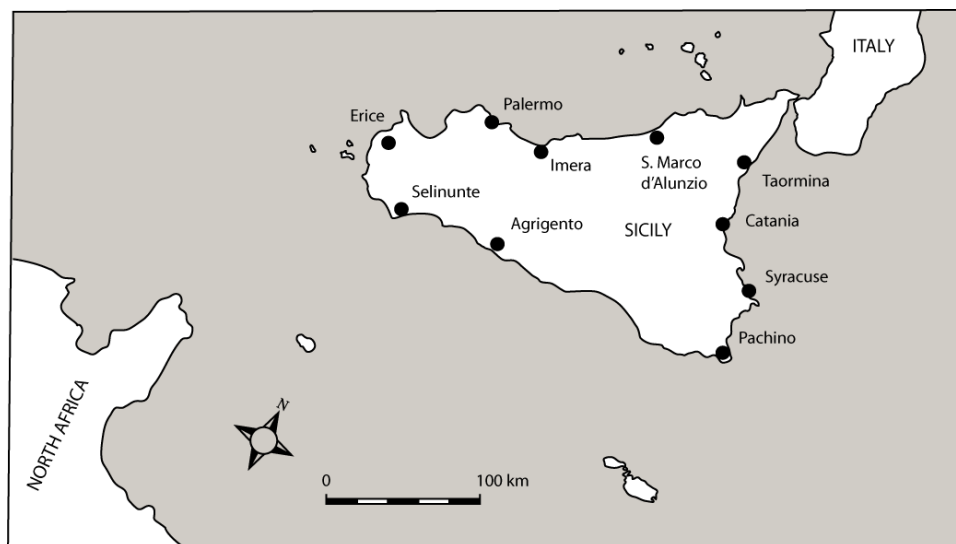 ITALY
Palermo
Erice
Imera
S. Marco
d'Alunzio
Taormina
Selinunte
Agrigento
SICILY
Catania
Syracuse
Pachino
NORTH AFRICA
N
0
100 km